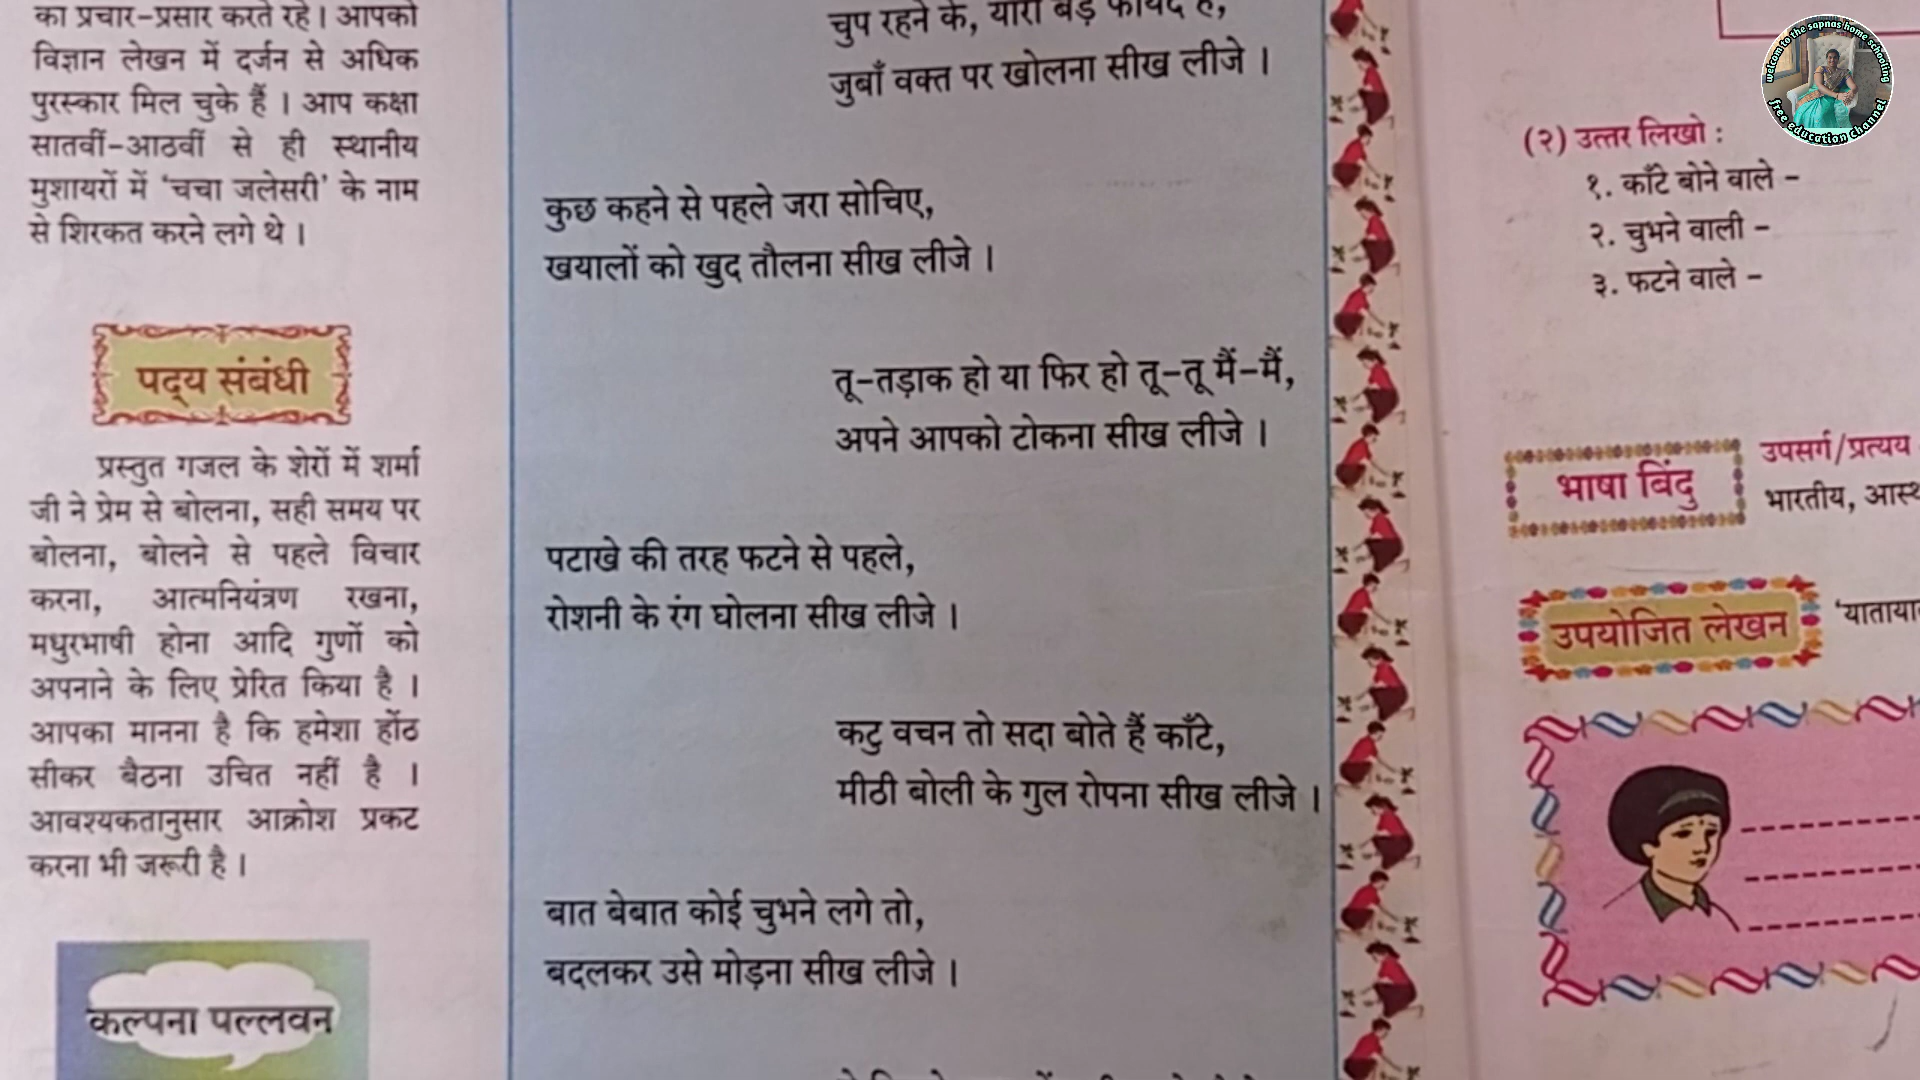 का प्रचार-प्रसार करते रहे । आपको
विज्ञान लेखन में दर्जन से अधिक
पुरस्कार मिल चुके हैं । आप कक्षा
सातवीं-आठवीं से ही स्थानीय
मुशायरों में ‘चचा जलेसरी’ के नाम
से शिरकत करने लगे थे ।
पद्य संबंधी
प्रस्तुत गजल के शेरों में शर्मा
जी ने प्रेम से बोलना, सही समय पर
बोलना, बोलने से पहले विचार
करना, आत्मनियंत्रण रखना,
मधुरभाषी होना आदि गुणों को
अपनाने के लिए प्रेरित किया है ।
आपका मानना है कि हमेशा होंठ
सीकर बैठना उचित नहीं है ।
आवश्यकतानुसार आक्रोश प्रकट
करना भी जरूरी है ।
कल्पना पल्लवन
चुप रहने के, यारों बड़े फायदे हैं,
जुबाँ वक्त पर खोलना सीख लीजे ।
कुछ कहने से पहले जरा सोचिए,
खयालों को खुद तौलना सीख लीजे ।
तू-तड़ाक हो या फिर हो तू-तू मैं-मैं,
अपने आपको टोकना सीख लीजे ।
पटाखे की तरह फटने से पहले,
रोशनी के रंग घोलना सीख लीजे ।
कटु वचन तो सदा बोते हैं काँटे,
मीठी बोली के गुल रोपना सीख लीजे ।
बात बेबात कोई चुभने लगे तो,
बदलकर उसे मोड़ना सीख लीजे ।
(२) उत्तर लिखो :
१. काँटे बोने वाले –
२. चुभने वाली –
३. फटने वाले –
भाषा बिंदु
उपसर्ग/प्रत्यय
भारतीय,
उपयोजित लेखन
welcom to the sapnas home schooling
free education channel